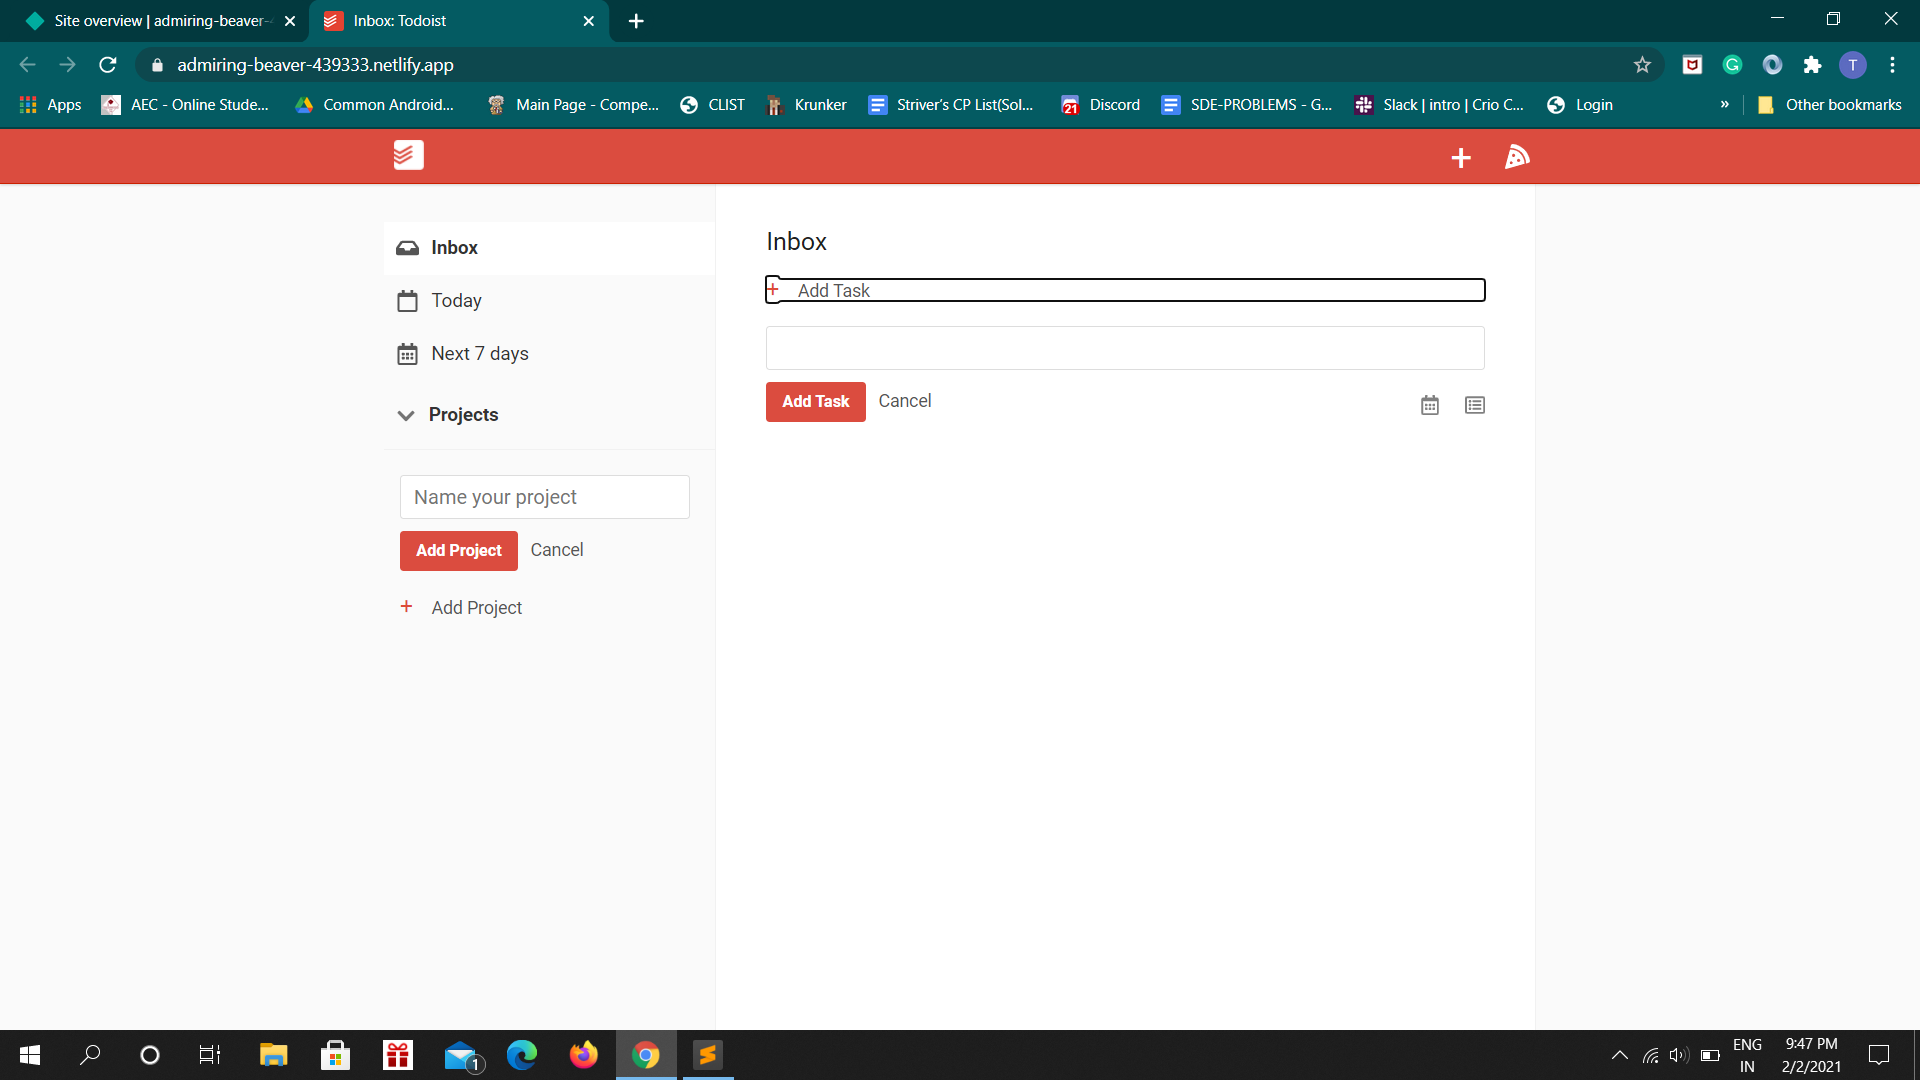 Site overview | admiring-beaver-
Inbox: Todoist
admiring-beaver-439333.netlify.app
T
Apps
AEC - Online Stude...
Common Android...
Main Page - Compe...
CLIST
Krunker
Striver's CP List(Sol...
21
Discord
SDE-PROBLEMS - G...
Slack | intro | Crio C...
Login
»
Other bookmarks
Inbox
Today
Next 7 days
Projects
Name your project
Add Project Cancel
+ Add Project
Inbox
+ Add Task
Add Task Cancel
1
ENG
IN
9:47 PM
2/2/2021